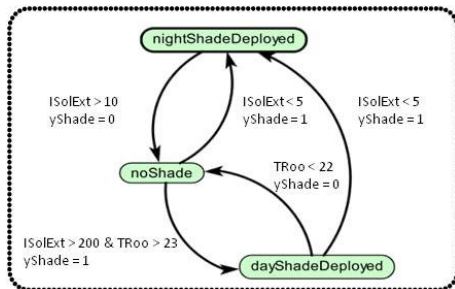 nightShadeDeployed
ISolExt > 10
yShade = 0
ISolExt < 5
yShade = 1
ISolExt < 5
yShade = 1
noShade
TRoo < 22
yShade = 0
ISolExt > 200 & TRoo > 23
yShade = 1
dayShadeDeployed